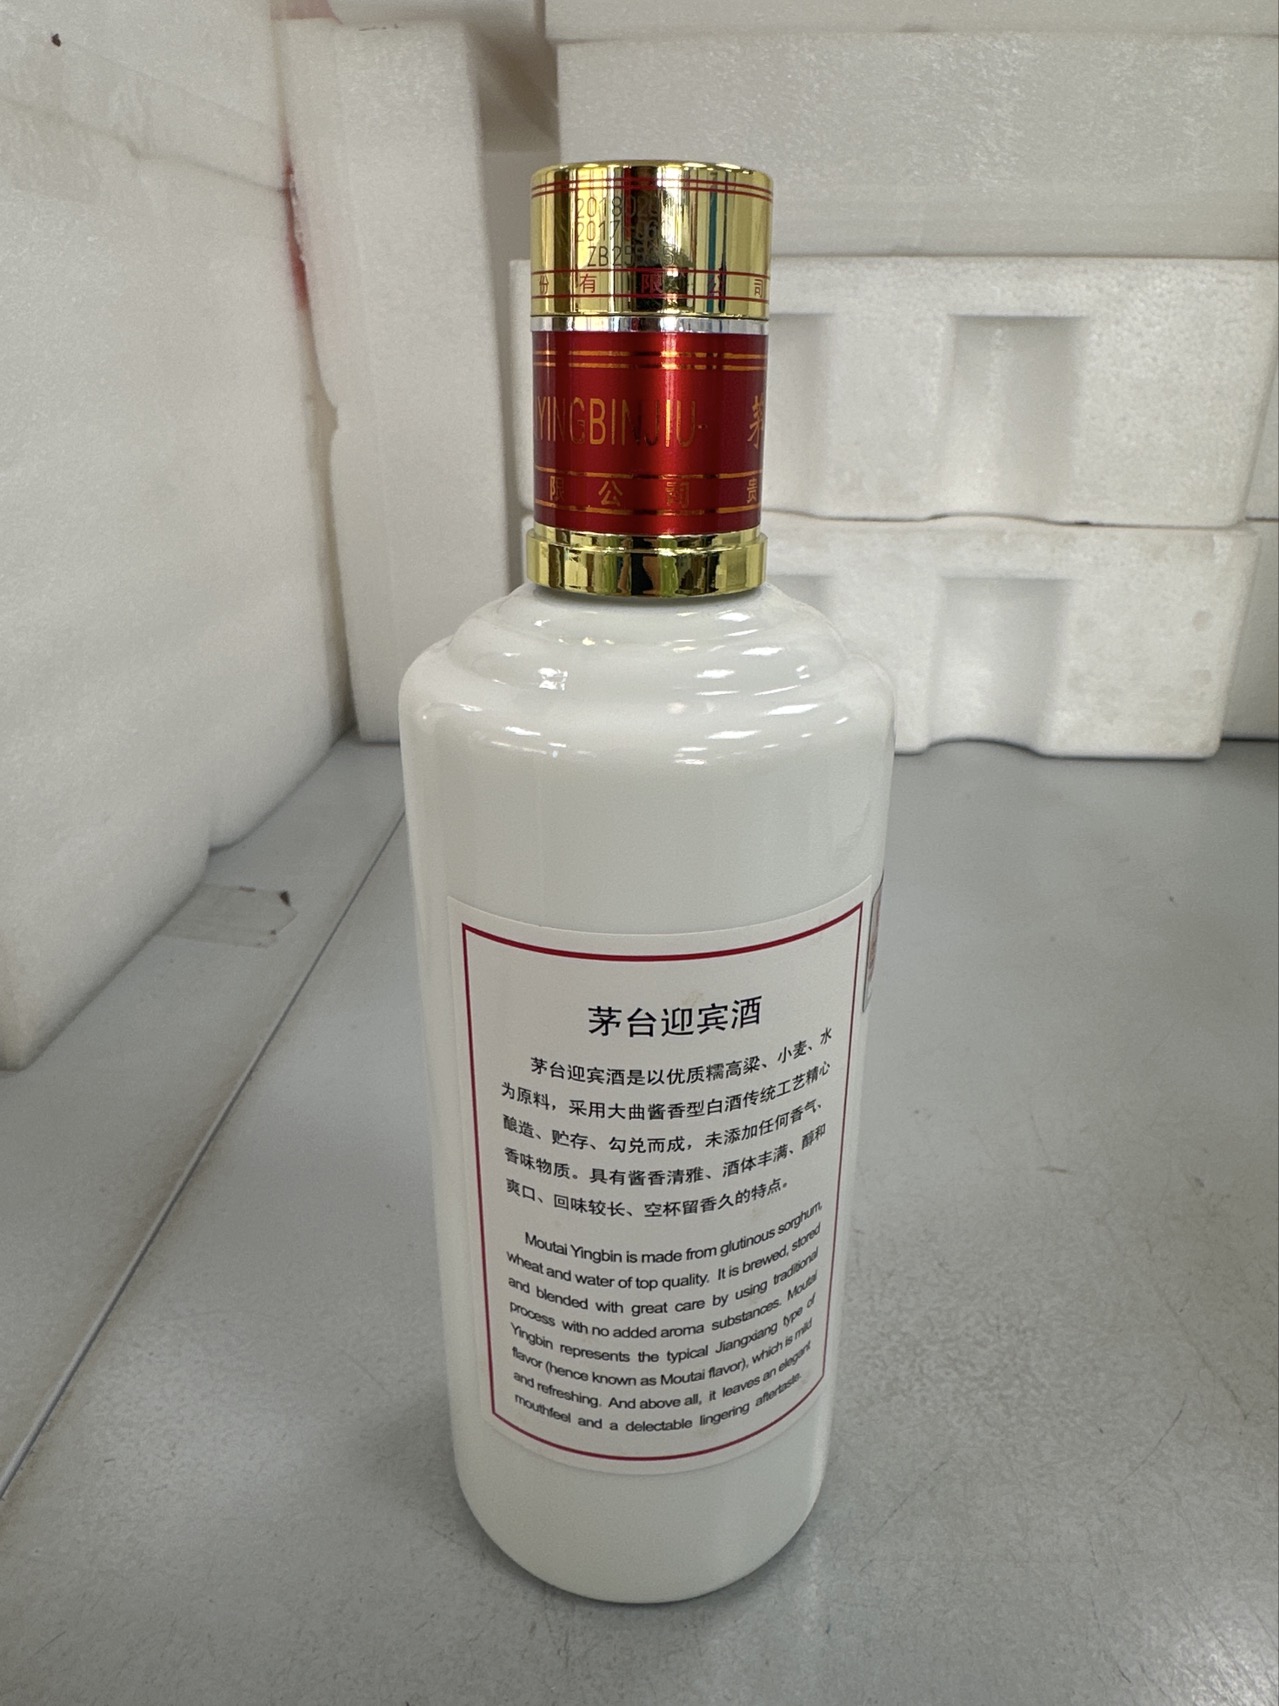 份有限公司
YINGBINJIU 茅
限公司 贵
茅台迎宾酒
茅台迎宾酒是以优质糯高粱、小麦、水
为原料，采用大曲酱香型白酒传统工艺精心
酿造、贮存、勾兑而成，未添加任何香气、
香味物质。具有酱香清雅、酒体丰满、醇和
爽口、回味较长、空杯留香久的特点。
Moutai Yingbin is made from glutinous sorghum,
wheat and water of top quality. It is brewed, stored
and blended with great care by using traditional
process with no added aroma substances. Moutai
Yingbin represents the typical Jiangxiang type of
flavor (hence known as Moutai flavor), which is mild
and refreshing. And above all, it leaves an elegant
mouthfeel and a delectable lingering aftertaste.